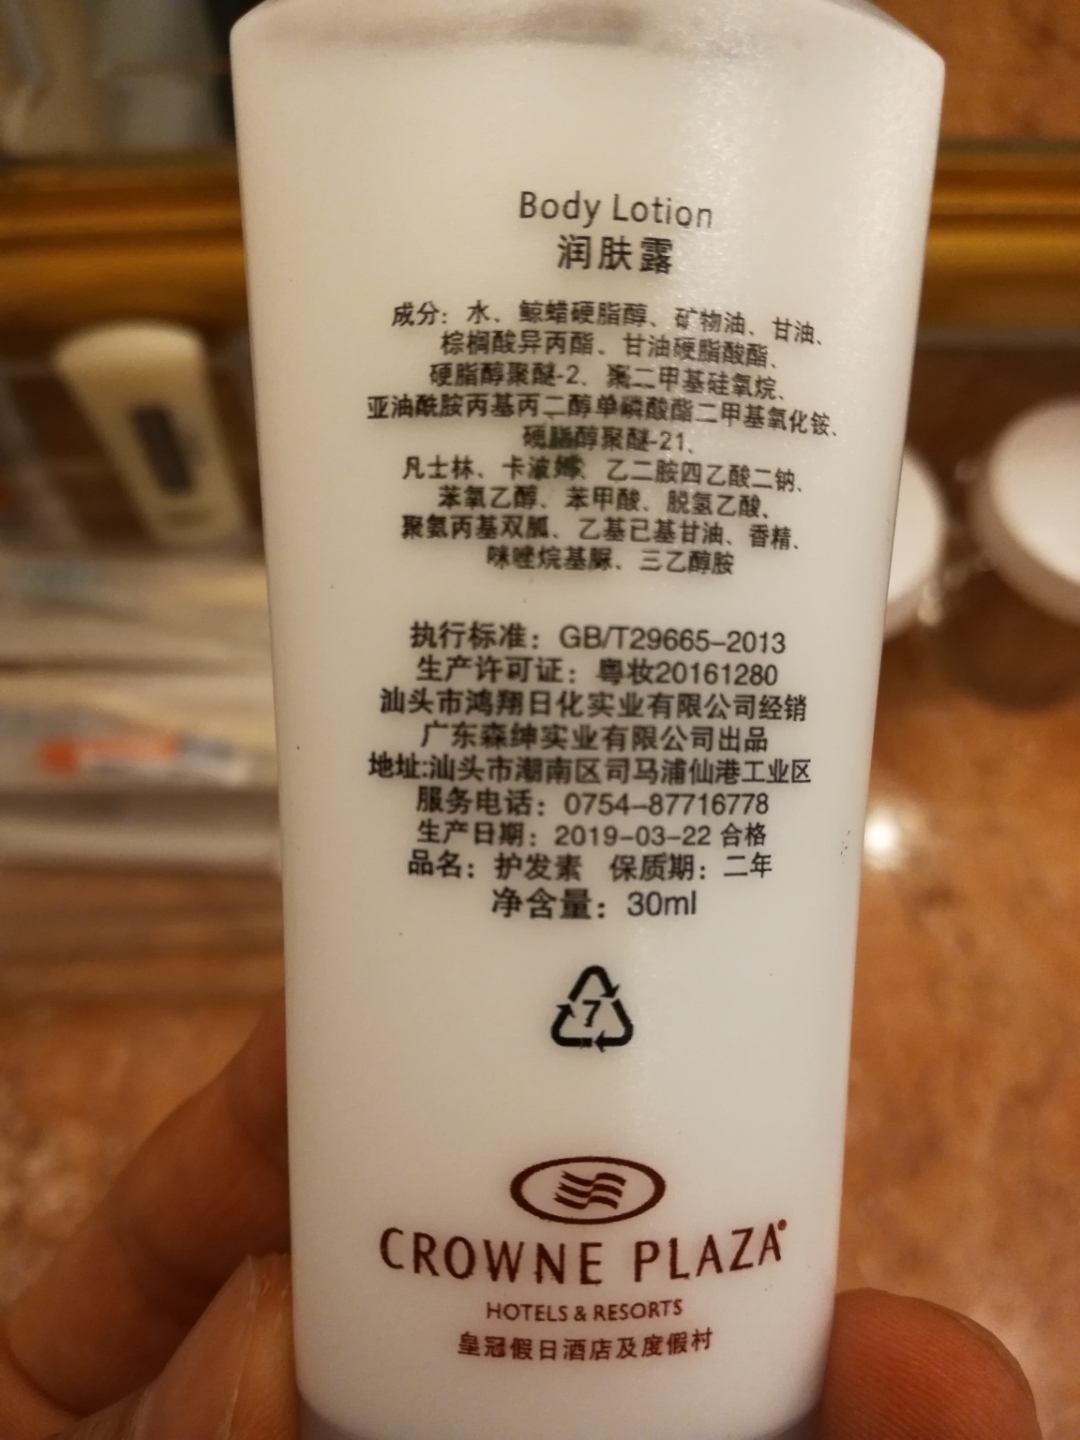 Body Lotion
润肤露
成分：水、鲸蜡硬脂醇、矿物油、甘油、
棕榈酸异丙酯、甘油硬脂酸酯、
硬脂醇聚醚-2、聚二甲基硅氧烷、
亚油酰胺丙基丙二醇单磷酸酯二甲基氧化铵、
硬脂醇聚醚-21、
凡士林、卡波姆、乙二胺四乙酸二钠、
苯氧乙醇、苯甲酸、脱氢乙酸、
聚氨丙基双胍、乙基已基甘油、香精、
咪唑烷基脲、三乙醇胺
执行标准：GB/T29665-2013
生产许可证：粤妆20161280
汕头市鸿翔日化实业有限公司经销
广东森绅实业有限公司出品
地址:汕头市潮南区司马浦仙港工业区
服务电话：0754-87716778
生产日期：2019-03-22 合格
品名：护发素 保质期：二年
净含量：30ml
7
CROWNE PLAZA
HOTELS & RESORTS
皇冠假日酒店及度假村